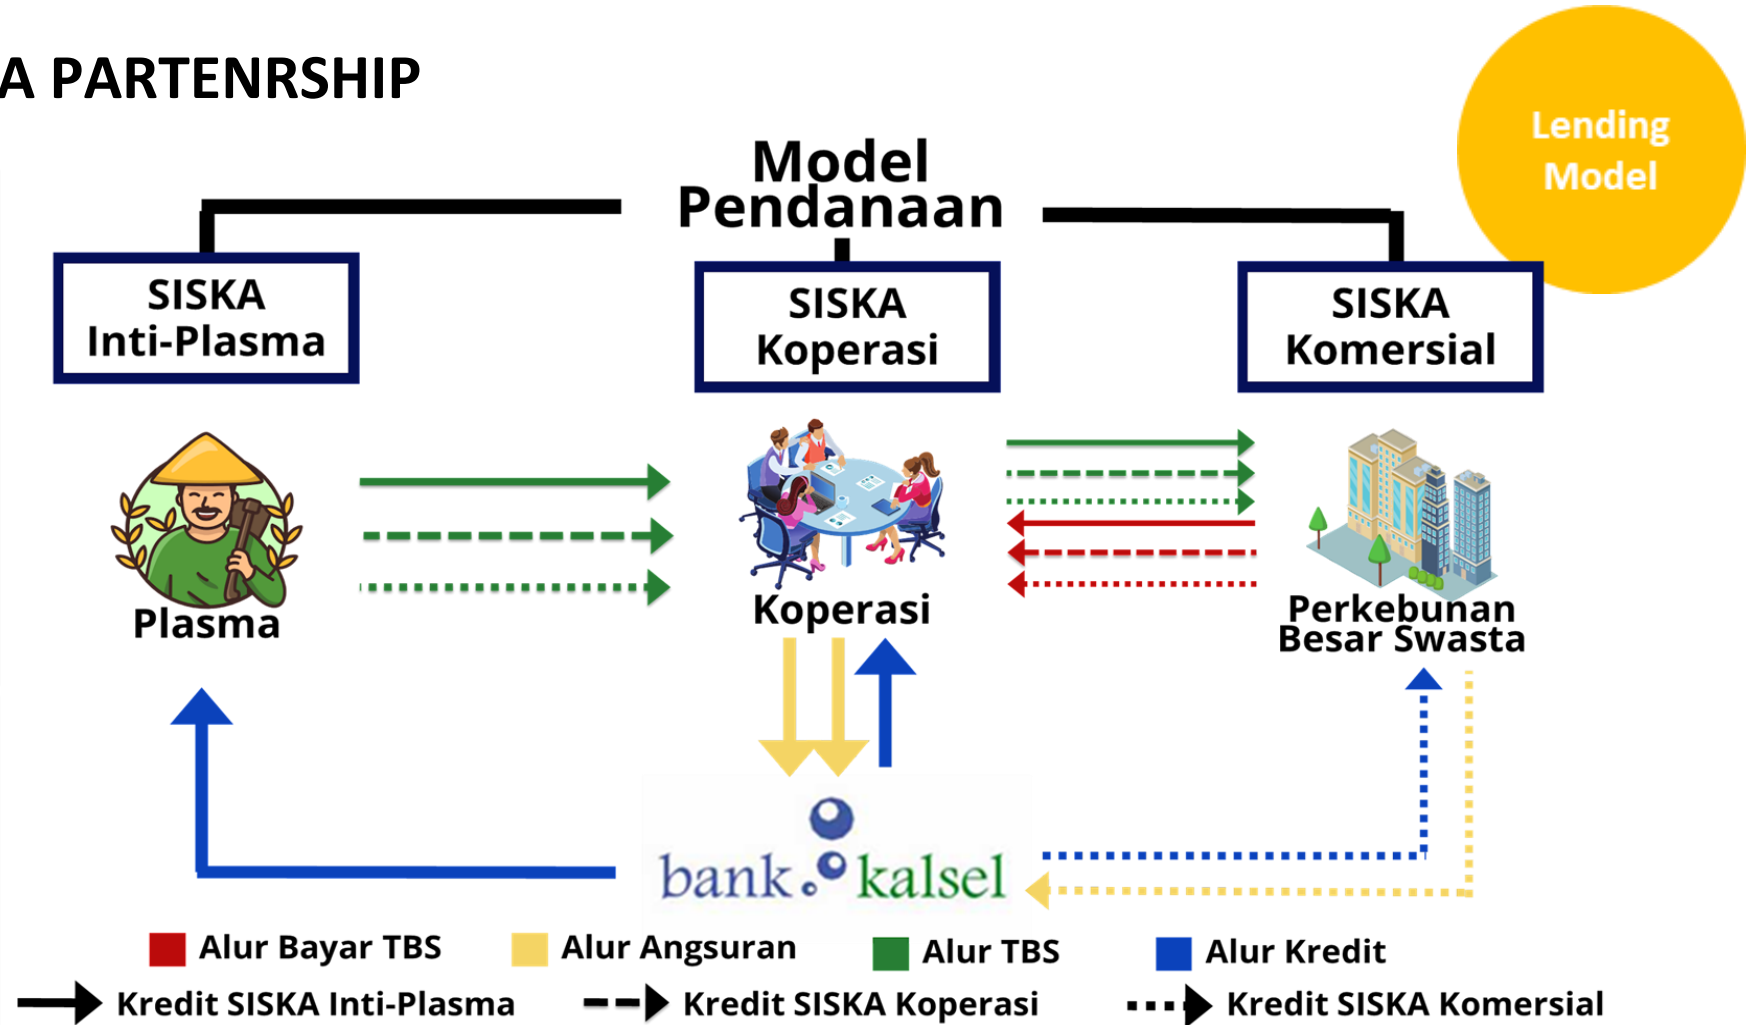 A PARTENRSHIP
Lending
Model
Model
Pendanaan
SISKA
Inti-Plasma
SISKA
Koperasi
SISKA
Komersial
Plasma
Koperasi
Perkebunan
Besar Swasta
bank kalsel
Alur Bayar TBS
Alur Angsuran
Alur TBS
Alur Kredit
Kredit SISKA Inti-Plasma
Kredit SISKA Koperasi
Kredit SISKA Komersial